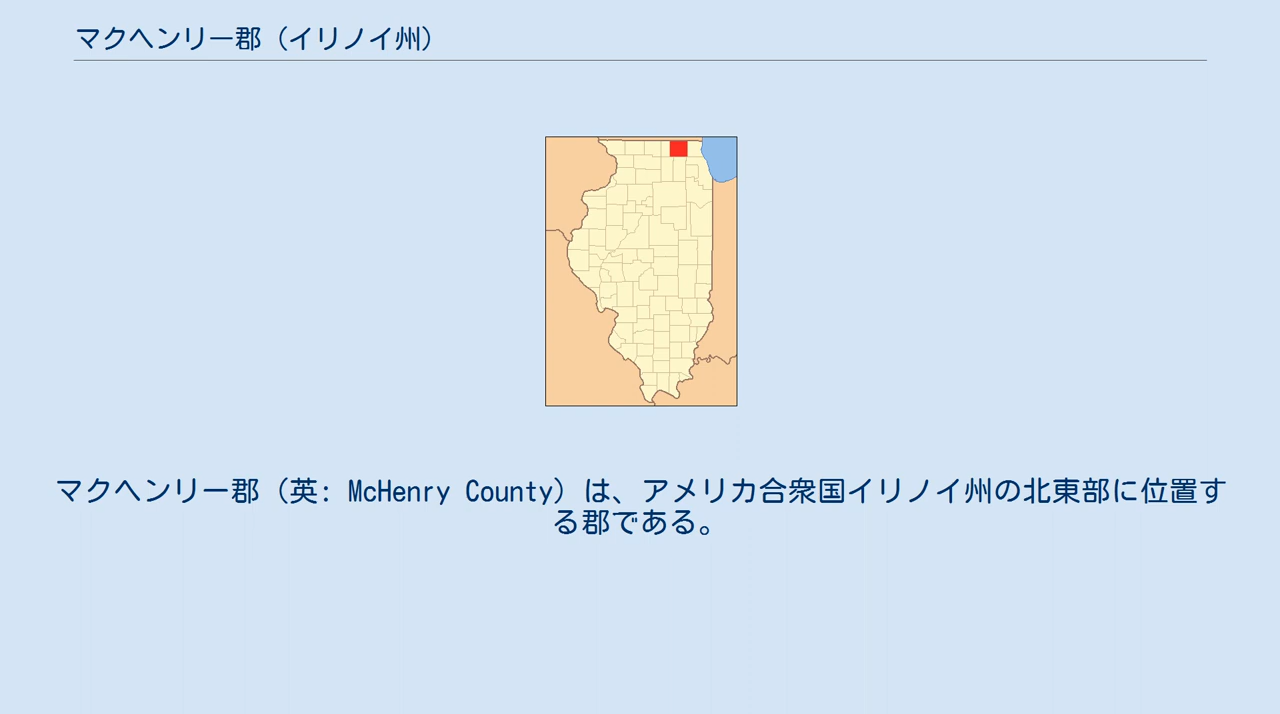 マクヘンリー郡（イリノイ州）
マクヘンリー郡（英: McHenry County）は、アメリカ合衆国イリノイ州の北東部に位置す
る郡である。